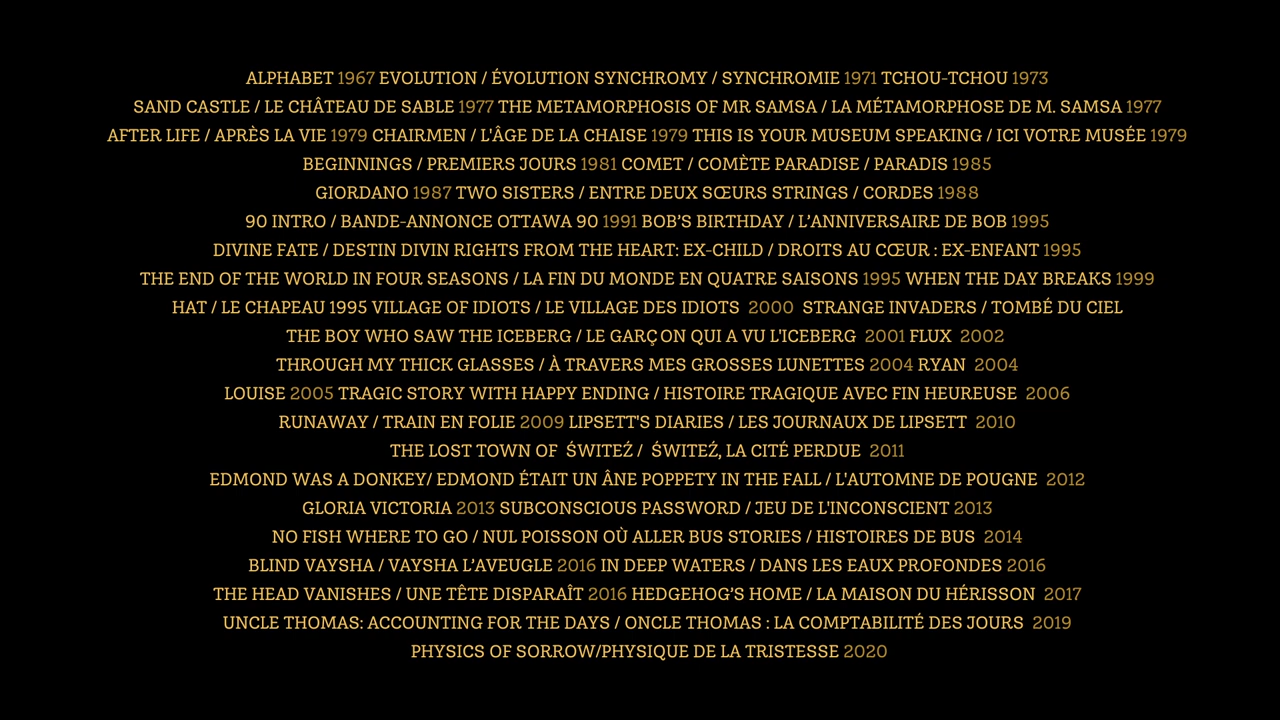 ALPHABET 1967 EVOLUTION / ÉVOLUTION SYNCHROMY / SYNCHROMIE 1971 TCHOU-TCHOU 1973
SAND CASTLE / LE CHÂTEAU DE SABLE 1977 THE METAMORPHOSIS OF MR SAMSA / LA MÉTAMORPHOSE DE M. SAMSA 1977
AFTER LIFE / APRÈS LA VIE 1979 CHAIRMEN / L'ÂGE DE LA CHAISE 1979 THIS IS YOUR MUSEUM SPEAKING / ICI VOTRE MUSÉE 1979
BEGINNINGS / PREMIERS JOURS 1981 COMET / COMÈTE PARADISE / PARADIS 1985
GIORDANO 1987 TWO SISTERS / ENTRE DEUX SŒURS STRINGS / CORDES 1988
90 INTRO / BANDE-ANNONCE OTTAWA 90 1991 BOB’S BIRTHDAY / L’ANNIVERSAIRE DE BOB 1995
DIVINE FATE / DESTIN DIVIN RIGHTS FROM THE HEART: EX-CHILD / DROITS AU CŒUR : EX-ENFANT 1995
THE END OF THE WORLD IN FOUR SEASONS / LA FIN DU MONDE EN QUATRE SAISONS 1995 WHEN THE DAY BREAKS 1999
HAT / LE CHAPEAU 1995 VILLAGE OF IDIOTS / LE VILLAGE DES IDIOTS 2000 STRANGE INVADERS / TOMBÉ DU CIEL
THE BOY WHO SAW THE ICEBERG / LE GARÇON QUI A VU L'ICEBERG 2001 FLUX 2002
THROUGH MY THICK GLASSES / À TRAVERS MES GROSSES LUNETTES 2004 RYAN 2004
LOUISE 2005 TRAGIC STORY WITH HAPPY ENDING / HISTOIRE TRAGIQUE AVEC FIN HEUREUSE 2006
RUNAWAY / TRAIN EN FOLIE 2009 LIPSETT'S DIARIES / LES JOURNAUX DE LIPSETT 2010
THE LOST TOWN OF ŚWITEŹ / ŚWITEŹ, LA CITÉ PERDUE 2011
EDMOND WAS A DONKEY/ EDMOND ÉTAIT UN ÂNE POPPETY IN THE FALL / L'AUTOMNE DE POUGNE 2012
GLORIA VICTORIA 2013 SUBCONSCIOUS PASSWORD / JEU DE L'INCONSCIENT 2013
NO FISH WHERE TO GO / NUL POISSON OÙ ALLER BUS STORIES / HISTOIRES DE BUS 2014
BLIND VAYSHA / VAYSHA L’AVEUGLE 2016 IN DEEP WATERS / DANS LES EAUX PROFONDES 2016
THE HEAD VANISHES / UNE TÊTE DISPARAÎT 2016 HEDGEHOG’S HOME / LA MAISON DU HÉRISSON 2017
UNCLE THOMAS: ACCOUNTING FOR THE DAYS / ONCLE THOMAS : LA COMPTABILITÉ DES JOURS 2019
PHYSICS OF SORROW/PHYSIQUE DE LA TRISTESSE 2020